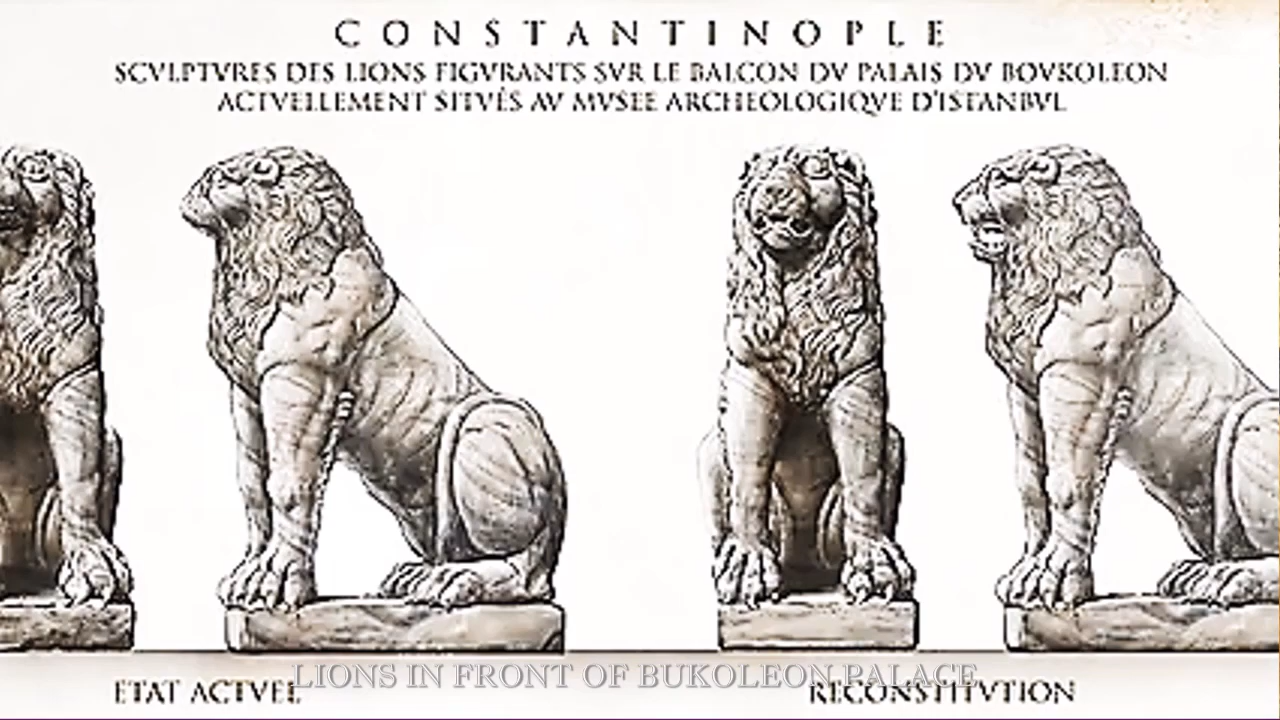 CONSTANTINOPLE
SCVLPTVRES DES LIONS FIGVRANTS SVR LE BALCON DV PALAIS DV BOVKOLEON
ACTVELLEMENT SITVÉS AV MVSEE ARCHEOLOGIQVE D'ISTANBVL
LIONS IN FRONT OF BUKOLEON PALACE
ETAT ACTVEL
RECONSTITVTION